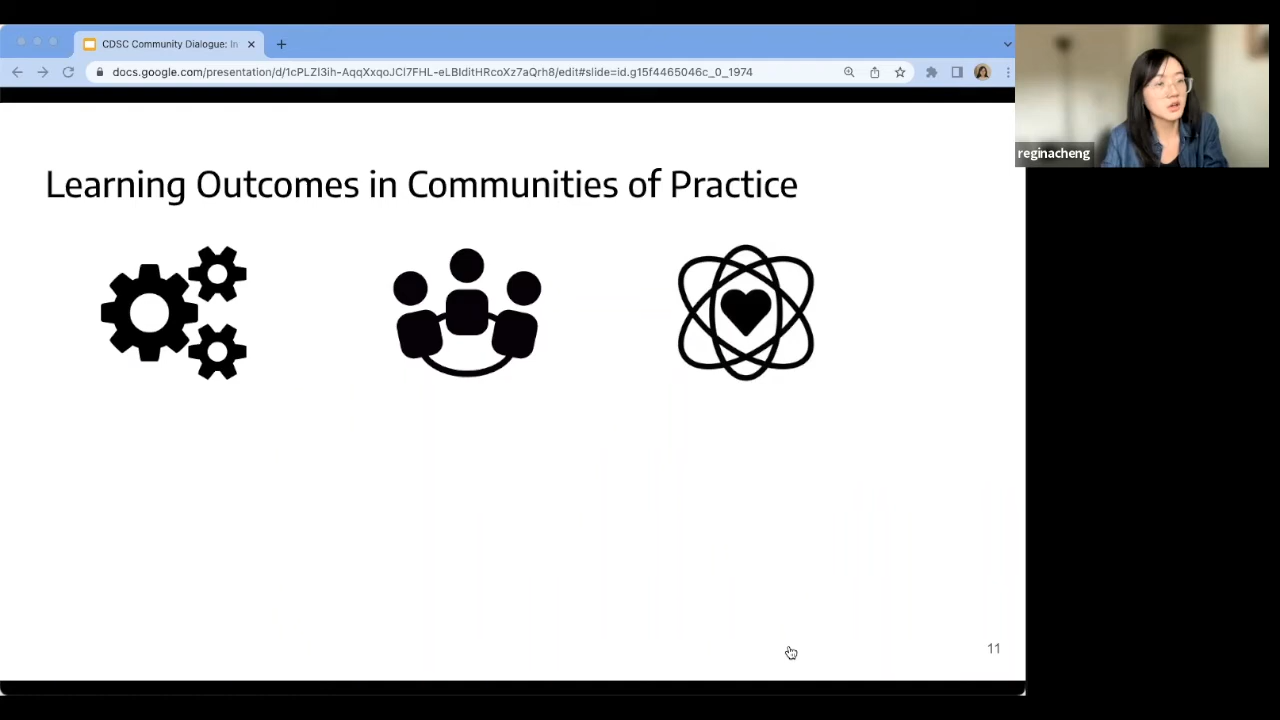 CDSC Community Dialogue: In
docs.google.com/presentation/d/1cPLZI3ih-AqqXxqoJCI7FHL-eLBIditHRcoXz7aQrh8/edit#slide=id.g15f4465046c_0_1974
reginacheng
Learning Outcomes in Communities of Practice
11